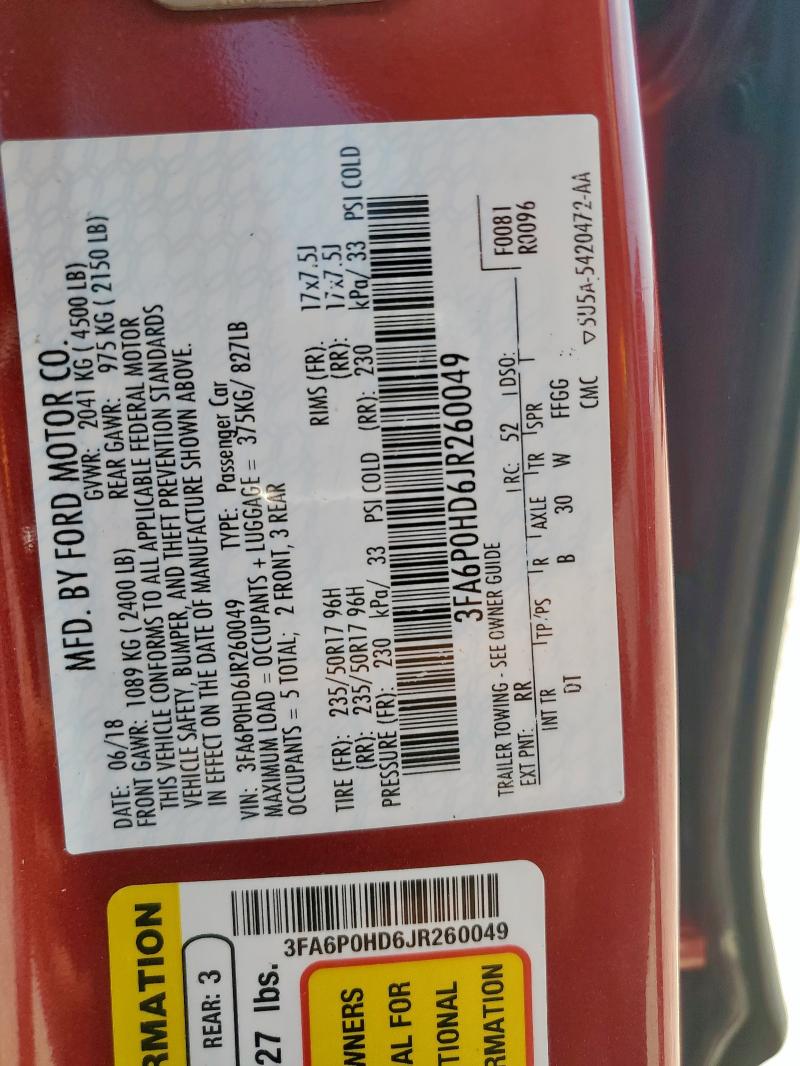 MFD. BY FORD MOTOR CO.
DATE: 06/18 GVWR: 2041 KG ( 4500 LB)
FRONT GAWR: 1089 KG ( 2400 LB) REAR GAWR: 975 KG ( 2150 LB)
THIS VEHICLE CONFORMS TO ALL APPLICABLE FEDERAL MOTOR
VEHICLE SAFETY, BUMPER, AND THEFT PREVENTION STANDARDS
IN EFFECT ON THE DATE OF MANUFACTURE SHOWN ABOVE.
VIN: 3FA6P0HD6JR260049 TYPE: Passenger Car
MAXIMUM LOAD = OCCUPANTS + LUGGAGE = 375KG/ 827LB
OCCUPANTS = 5 TOTAL; 2 FRONT, 3 REAR
TIRE (FR): 235/50R17 96H RIMS (FR): 17x7.5J
(RR): 235/50R17 96H (RR): 17x7.5J
PRESSURE (FR): 230 kPa/ 33 PSI COLD (RR): 230 kPa/ 33 PSI COLD
3FA6P0HD6JR260049
F0081
R0096
TRAILER TOWING - SEE OWNER GUIDE
EXT PNT: RR RC: 52 DSO:
INT TR TP/PS R AXLE TR SPR
DT B 30 W FFGG
CMC ▽SU5A-5420472-AA
RMATION
REAR: 3
27 lbs.
3FA6P0HD6JR260049
WNERS
AL FOR
TIONAL
RMATION